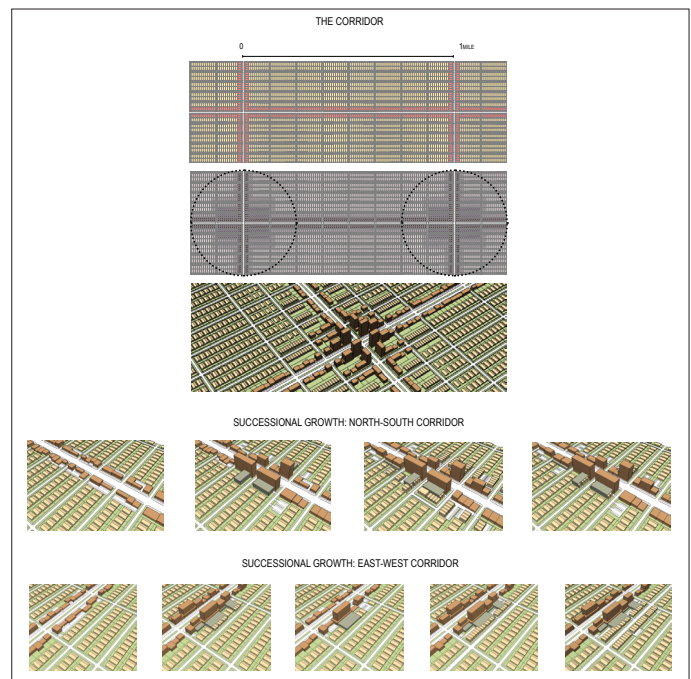 THE CORRIDOR
0
1MILE
SUCCESSIONAL GROWTH: NORTH-SOUTH CORRIDOR
SUCCESSIONAL GROWTH: EAST-WEST CORRIDOR